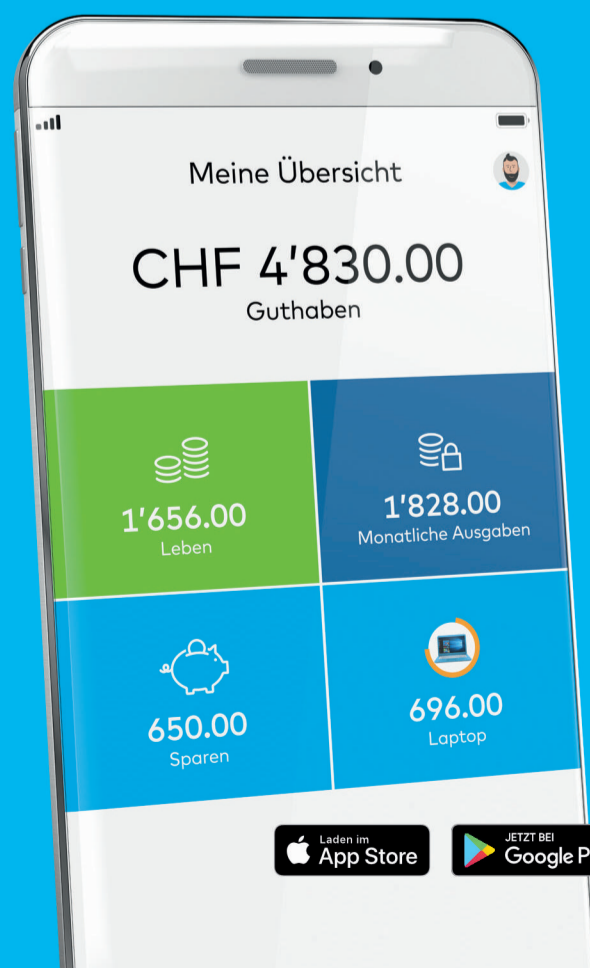 Meine Übersicht
CHF 4'830.00
Guthaben
1'656.00
Leben
1'828.00
Monatliche Ausgaben
650.00
Sparen
696.00
Laptop
Laden im
App Store
JETZT BEI
Google P